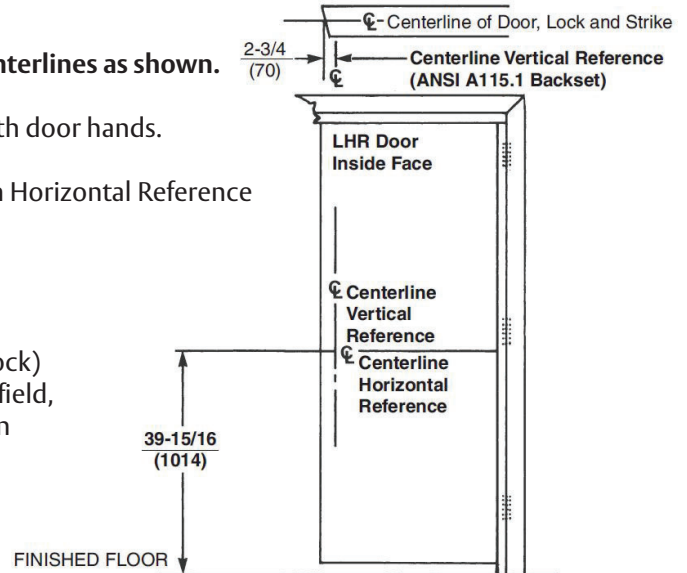 ℄ - Centerline of Door, Lock and Strike
nterlines as shown.
2-3/4
(70)
℄
Centerline Vertical Reference
(ANSI A115.1 Backset)
th door hands.
LHR Door
Inside Face
n Horizontal Reference
℄ Centerline
Vertical
Reference
℄
Centerline
Horizontal
Reference
ock)
field,
n
39-15/16
(1014)
FINISHED FLOOR